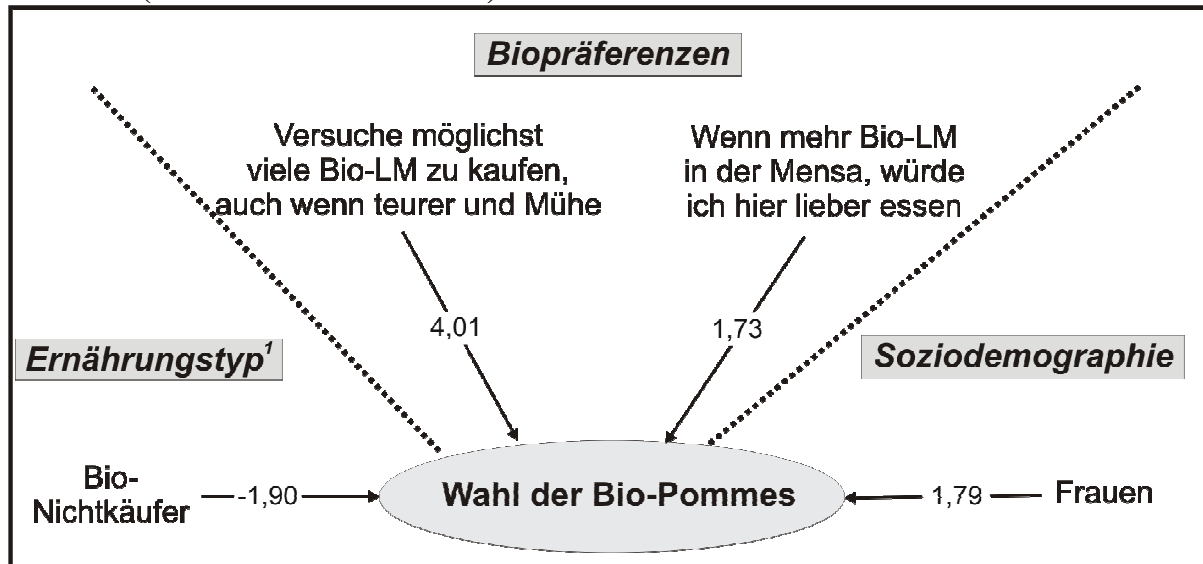 Biopräferenzen
Versuche möglichst
viele Bio-LM zu kaufen,
auch wenn teurer und Mühe
Wenn mehr Bio-LM
in der Mensa, würde
ich hier lieber essen
4,01
1,73
Ernährungstyp¹
Soziodemographie
Bio-
Nichtkäufer
-1,90
Wahl der Bio-Pommes
1,79
Frauen